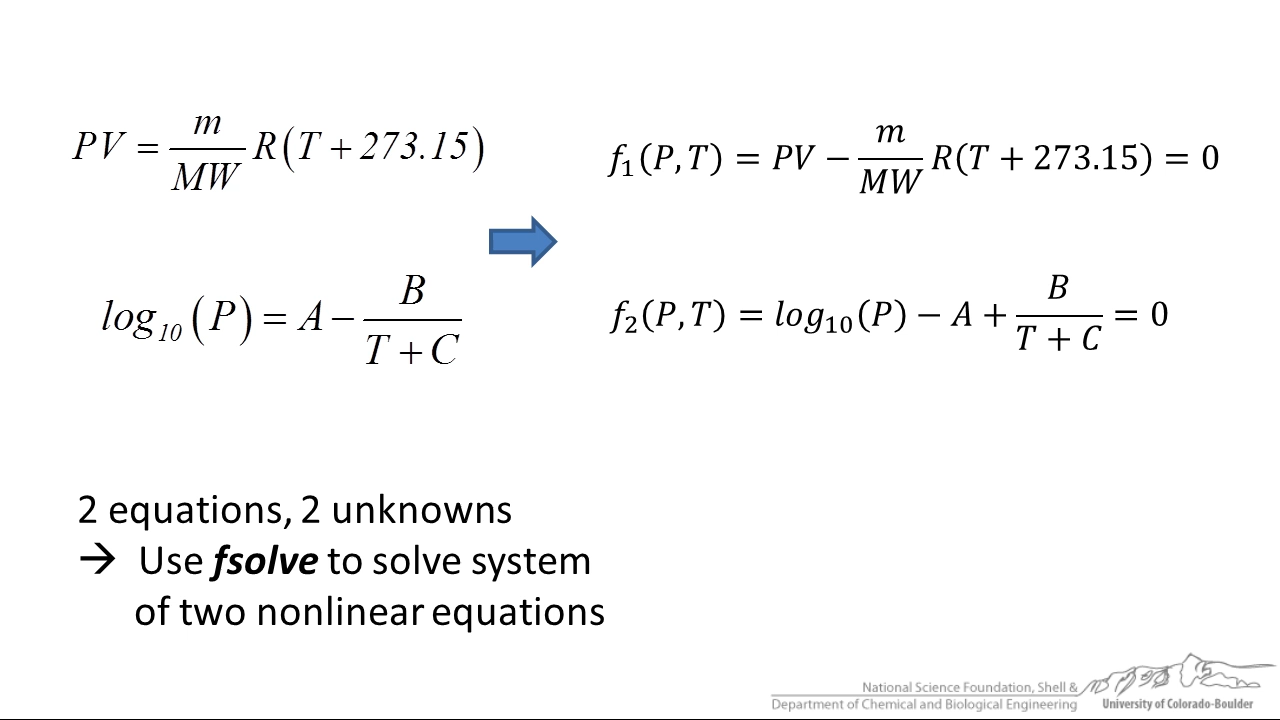 PV = m/MW R(T + 273.15)
f₁(P, T) = PV − m/MW R(T + 273.15) = 0
log₁₀(P) = A − B/(T + C)
f₂(P, T) = log₁₀(P) − A + B/(T + C) = 0
2 equations, 2 unknowns
→ Use fsolve to solve system
of two nonlinear equations
National Science Foundation, Shell &
Department of Chemical and Biological Engineering
University of Colorado-Boulder